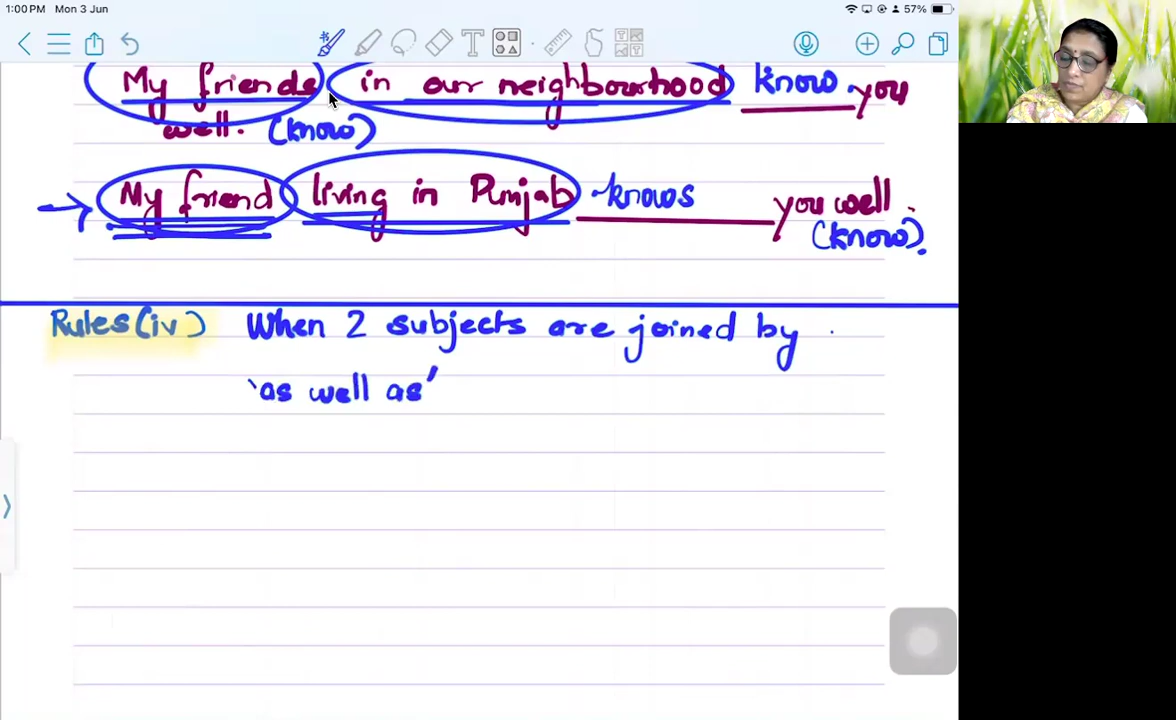 1:00 PM Mon 3 Jun
57%
My friends in our neighbourhood know you
well. (know)
My friend living in Punjab knows you well.
(know).
Rules (iv) When 2 subjects are joined by
'as well as'